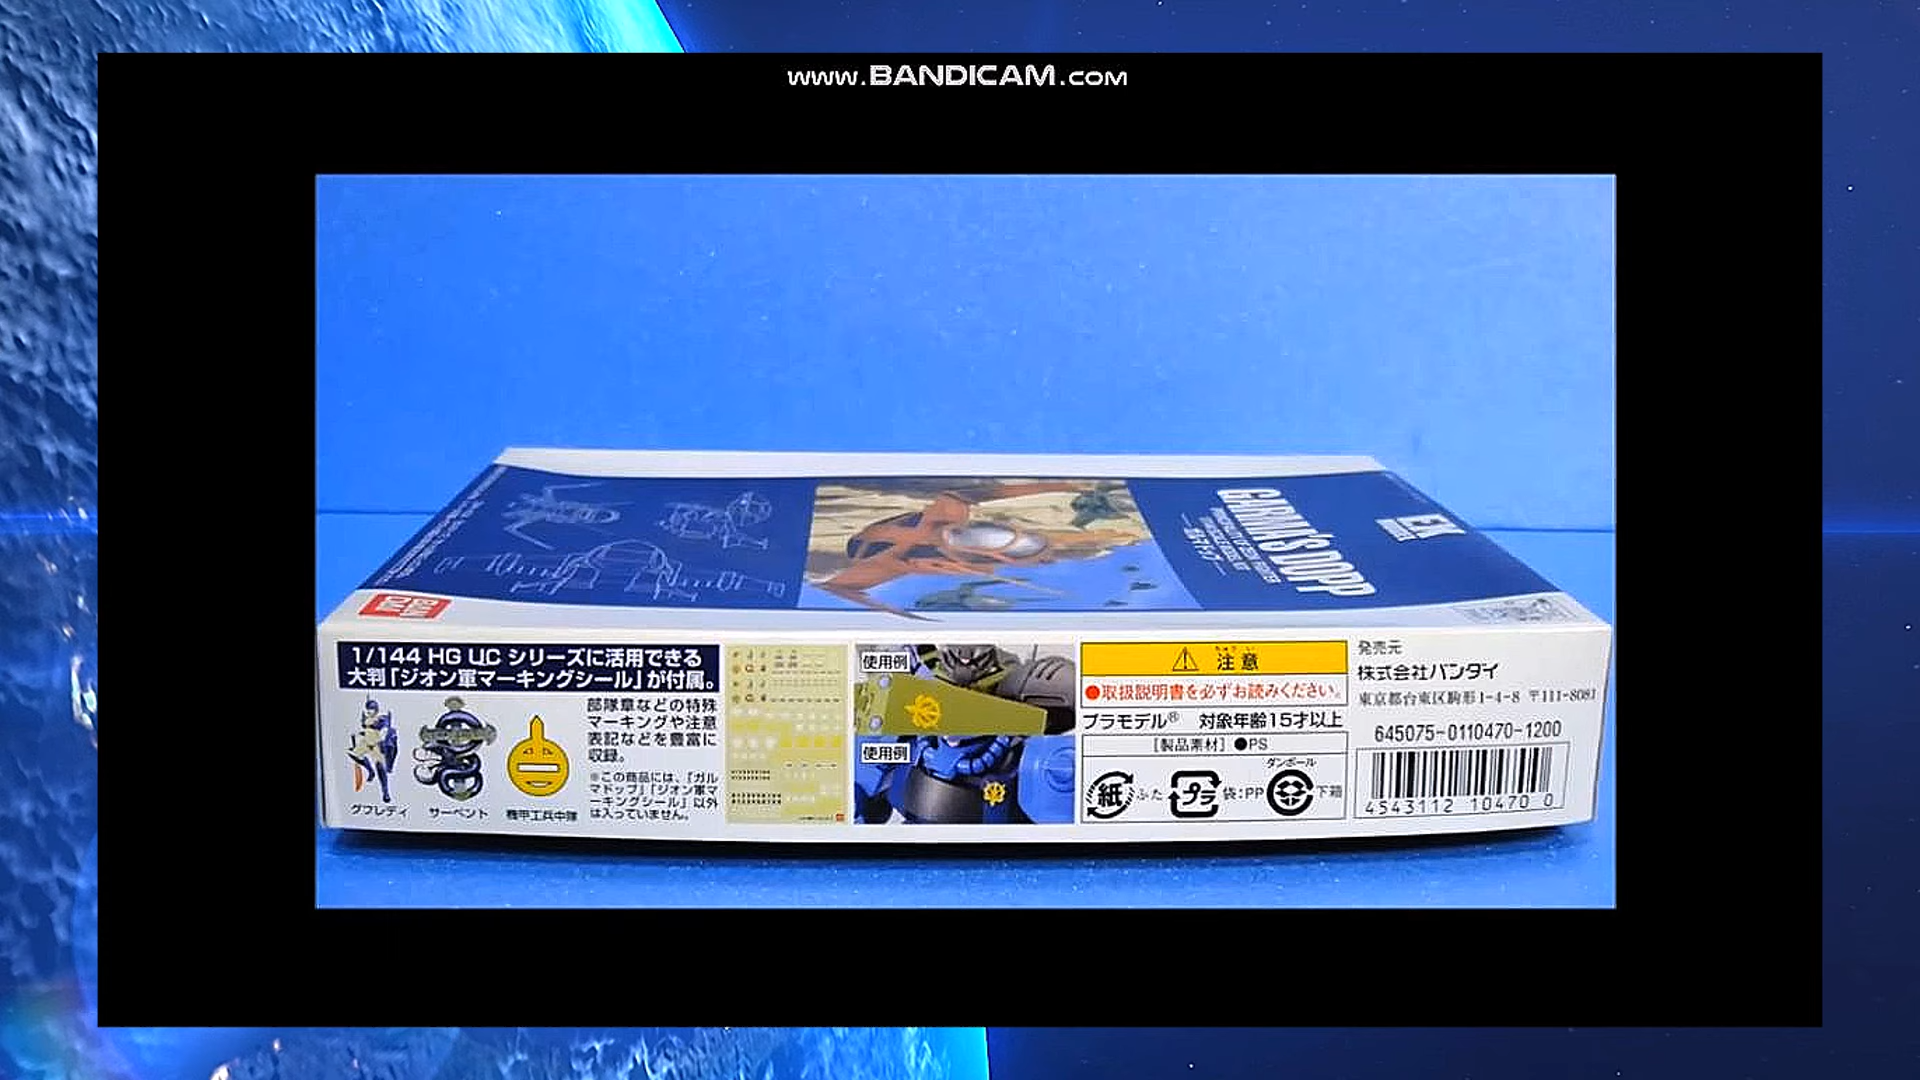 www.BANDICAM.com
EX
GARMA'S DOPP
BAN
DAI
1/144 HG UC シリーズに活用できる
大判「ジオン軍マーキングシール」が付属。
部隊章などの特殊
マーキングや注意
表記などを豊富に
収録。
※この商品には、「ガル
マドップ」「ジオン軍マ
ーキングシール」以外
は入っていません。
グフレディ
サーペント
機甲工兵中隊
使用例
使用例
注意
●取扱説明書を必ずお読みください。
プラモデル® 対象年齢15才以上
[製品素材] ●PS
紙 ふた
プラ 袋:PP
ダンボール
下箱
発売元
株式会社バンダイ
東京都台東区駒形1-4-8 〒111-8081
645075-0110470-1200
4543112 10470 0